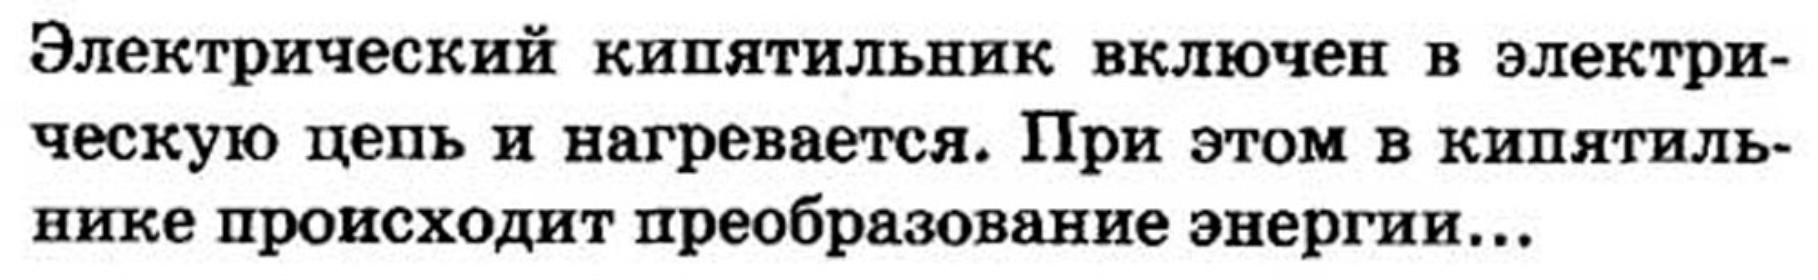 Электрический кипятильник включен в электри-
ческую цепь и нагревается. При этом в кипятиль-
нике происходит преобразование энергии...